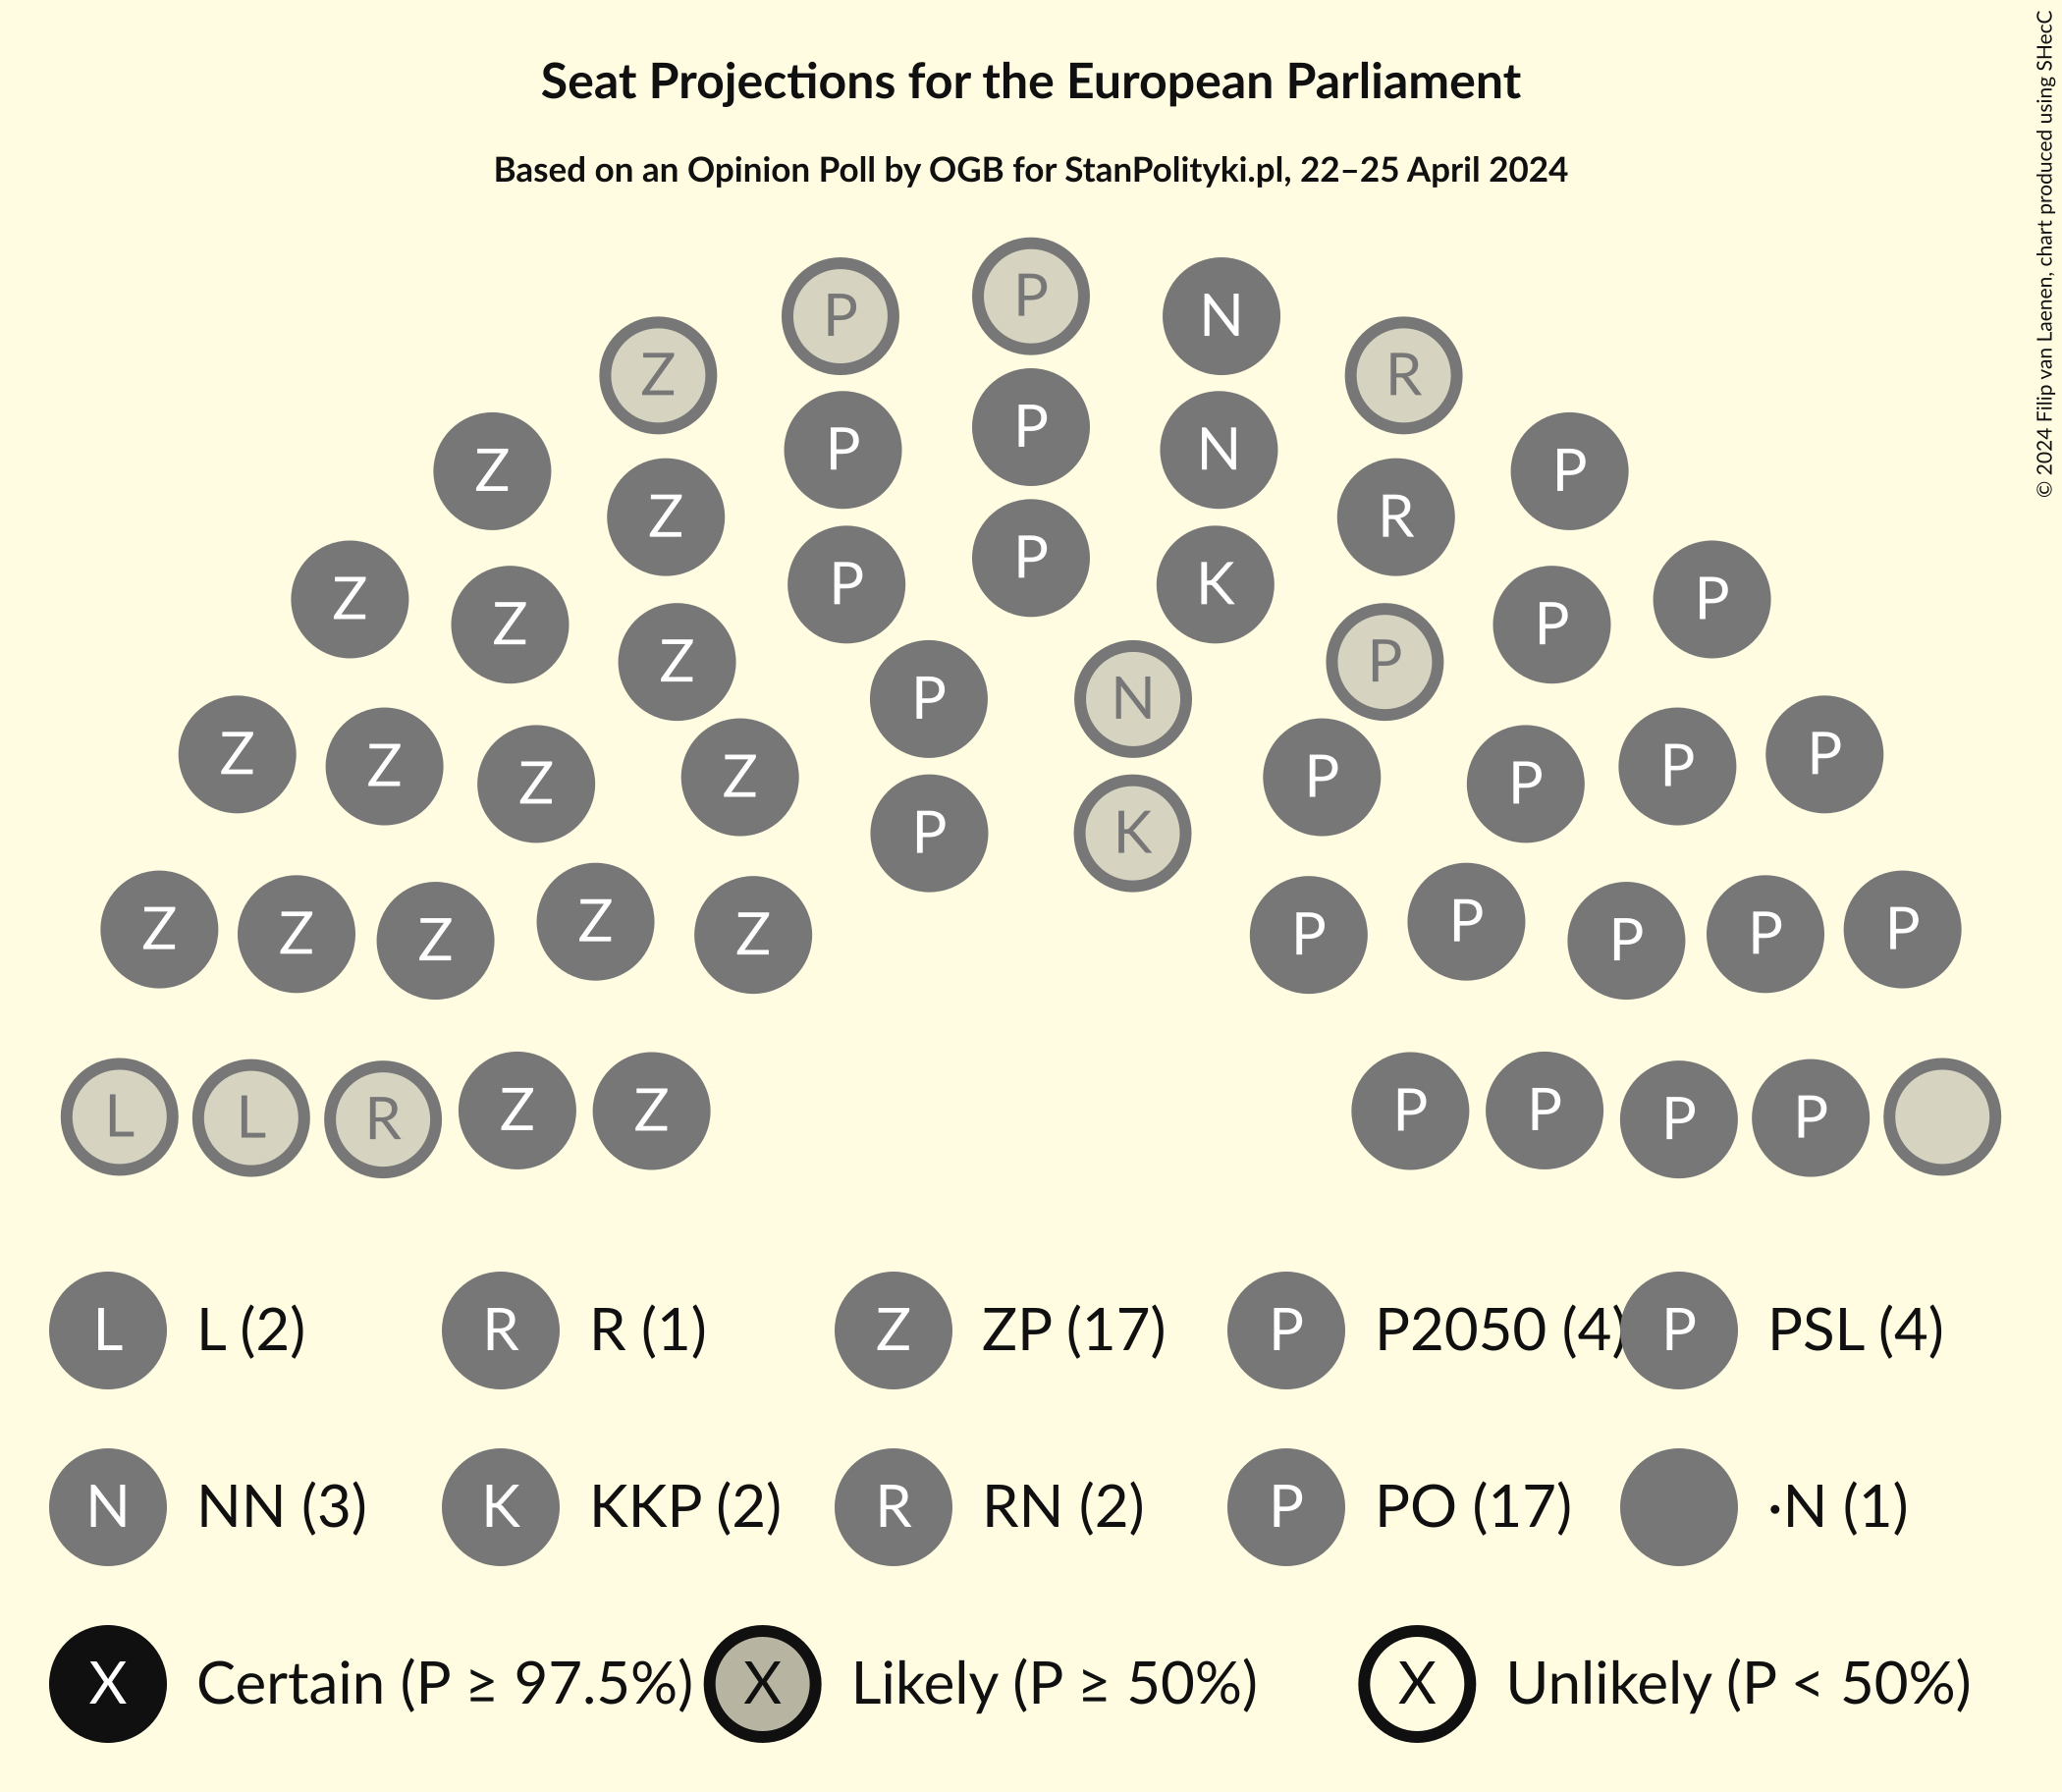 Seat Projections for the European Parliament
Based on an Opinion Poll by OGB for StanPolityki.pl, 22–25 April 2024
© 2024 Filip van Laenen, chart produced using SHecC
P
P P N R
Z P N
Z P P R
Z P
Z Z P K P P
Z Z P N P P
Z Z Z Z P P P P
P K
Z Z Z Z Z P P P P P
L L R Z Z P P P P
L L (2) R R (1) Z ZP (17) P P2050 (4) P PSL (4)
N NN (3) K KKP (2) R RN (2) P PO (17) •N (1)
X Certain (P ≥ 97.5%) X Likely (P ≥ 50%) X Unlikely (P < 50%)